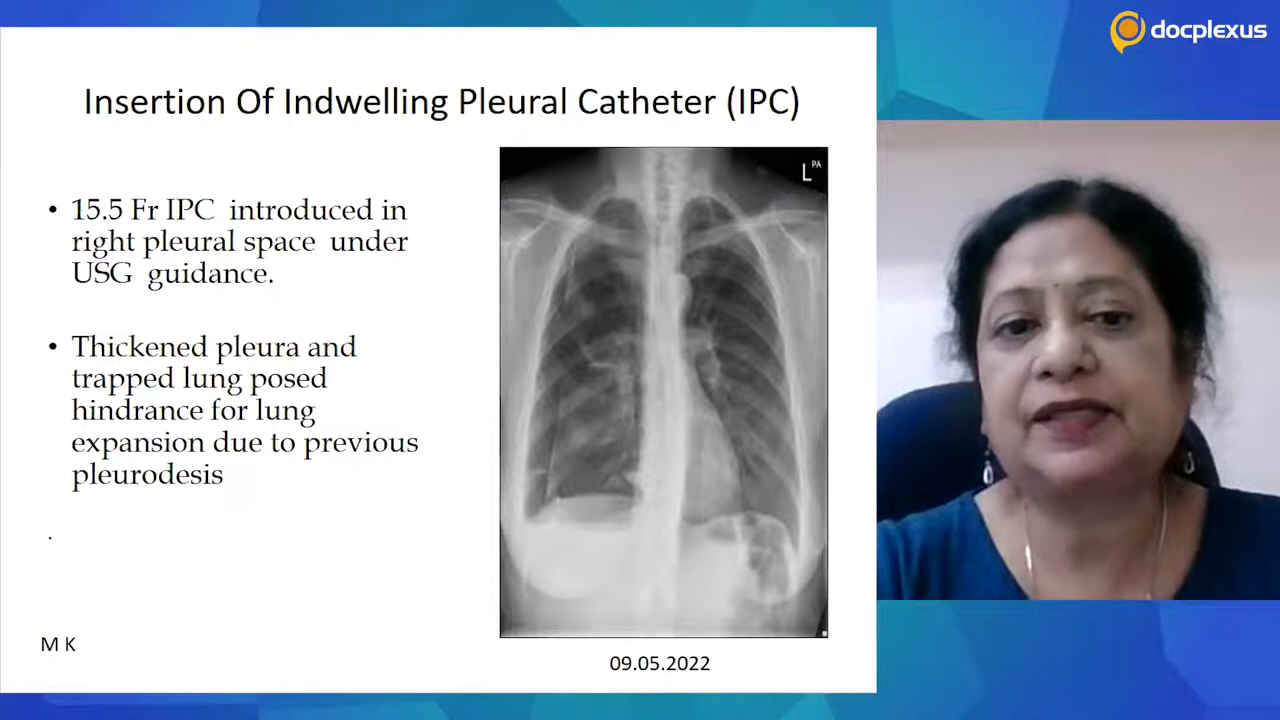 docplexus
Insertion Of Indwelling Pleural Catheter (IPC)
• 15.5 Fr IPC introduced in
right pleural space under
USG guidance.
• Thickened pleura and
trapped lung posed
hindrance for lung
expansion due to previous
pleurodesis
.
L PA
M K
09.05.2022